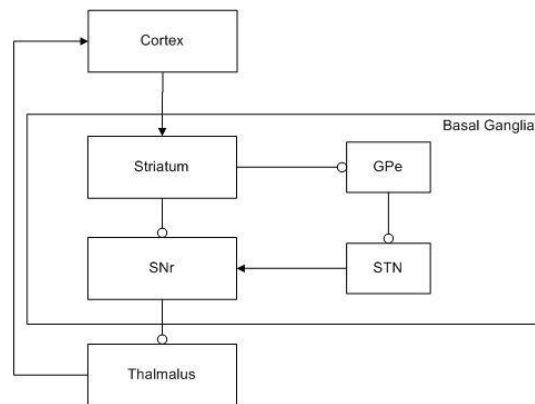 Cortex
Basal Ganglia
Striatum
GPe
SNr
STN
Thalmalus